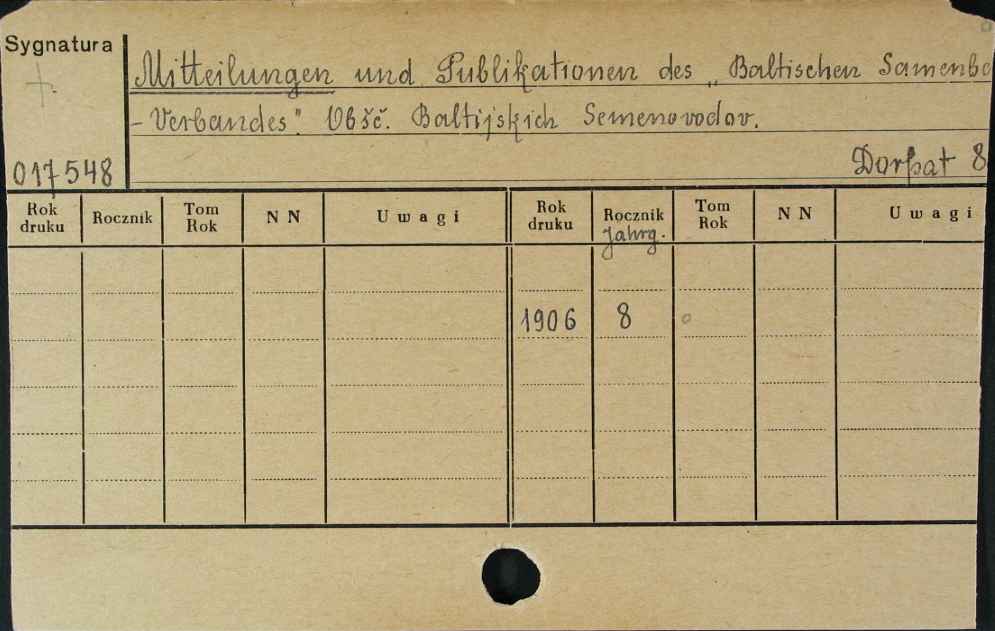 Sygnatura
Mitteilungen und Publikationen des „Baltischen Samenba
-Verbandes". Obšč. Baltijskich Semenovodov.
017548
Dorpat 8
Rok druku Rocznik Tom Rok N N Uwagi Rok druku Rocznik Jahrg. Tom Rok N N Uwagi
1906 8